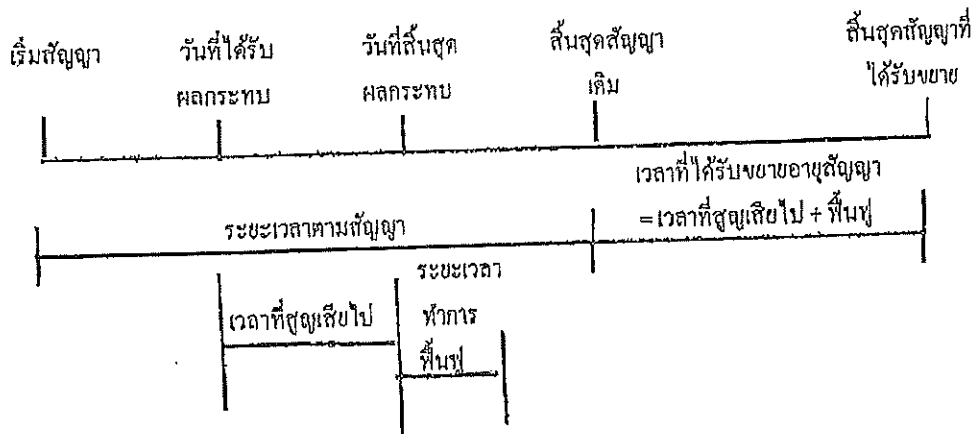 เริ่มสัญญา
วันที่ได้รับ
ผลกระทบ
วันที่สิ้นสุด
ผลกระทบ
สิ้นสุดสัญญา
เดิม
สิ้นสุดสัญญาที่
ได้รับขยาย
เวลาที่ได้รับขยายอายุสัญญา
=เวลาที่สูญเสียไป + ฟื้นฟู
ระยะเวลาตามสัญญา
เวลาที่สูญเสียไป
ระยะเวลา
ทำการ
ฟื้นฟู